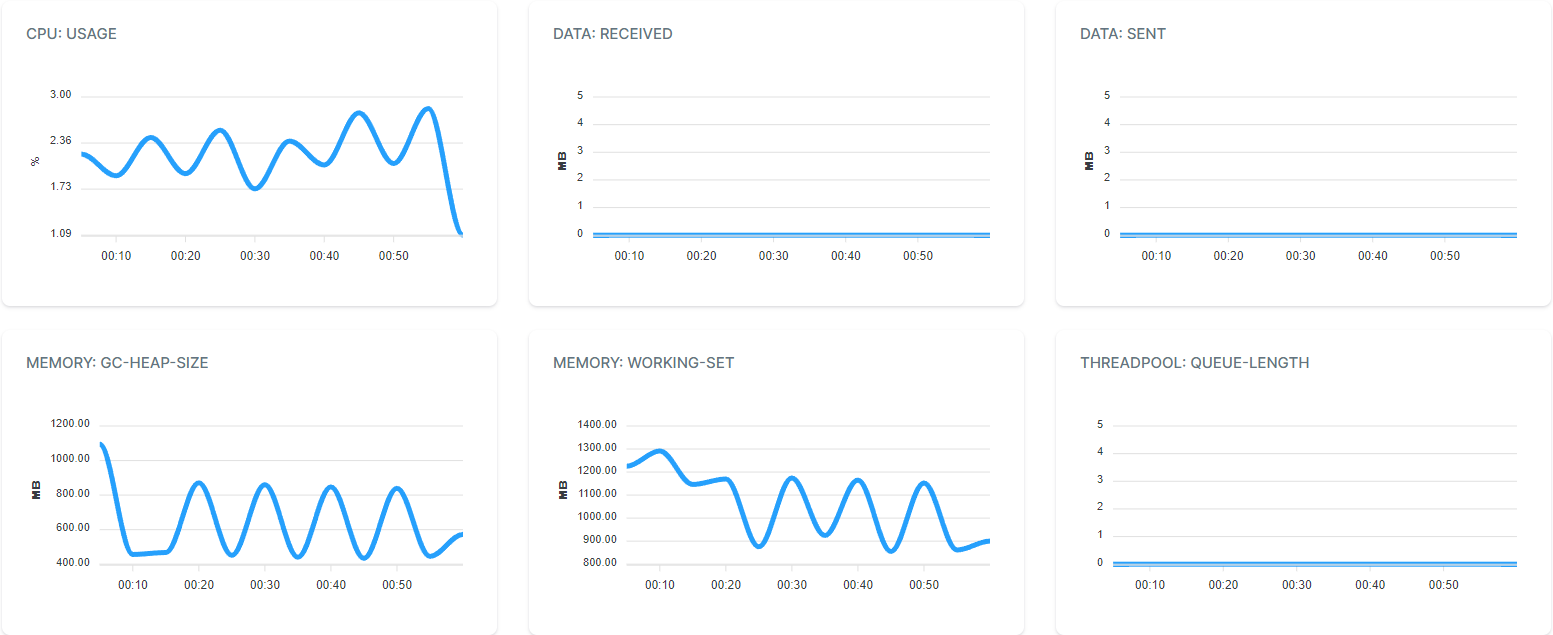 CPU: USAGE
3.00
2.36
1.73
1.09
%
00:10 00:20 00:30 00:40 00:50
DATA: RECEIVED
5
4
3
2
1
0
MB
00:10 00:20 00:30 00:40 00:50
DATA: SENT
5
4
3
2
1
0
MB
00:10 00:20 00:30 00:40 00:50
MEMORY: GC-HEAP-SIZE
1200.00
1000.00
800.00
600.00
400.00
MB
00:10 00:20 00:30 00:40 00:50
MEMORY: WORKING-SET
1400.00
1300.00
1200.00
1100.00
1000.00
900.00
800.00
MB
00:10 00:20 00:30 00:40 00:50
THREADPOOL: QUEUE-LENGTH
5
4
3
2
1
0
00:10 00:20 00:30 00:40 00:50